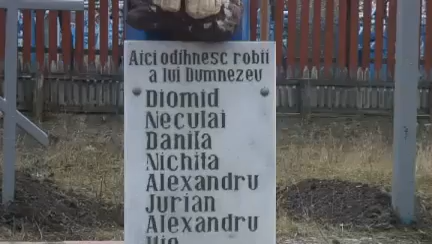 Aici odihnesc robii
a lui Dumnezeu
Diomid
Neculai
Danila
Nichita
Alexandru
Jurian
Alexandru